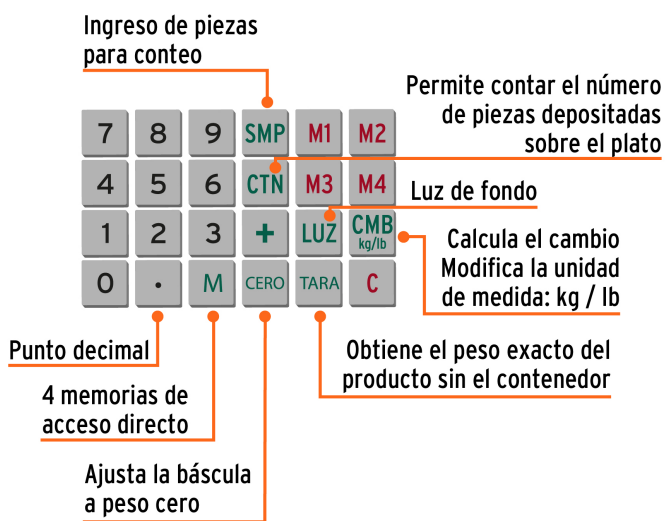 Ingreso de piezas
para conteo
Permite contar el número
de piezas depositadas
sobre el plato
7 8 9 SMP M1 M2
4 5 6 CTN M3 M4
Luz de fondo
1 2 3 + LUZ CMB
kg/lb
Calcula el cambio
Modifica la unidad
de medida: kg / lb
0 . M CERO TARA C
Punto decimal
Obtiene el peso exacto del
producto sin el contenedor
4 memorias de
acceso directo
Ajusta la báscula
a peso cero